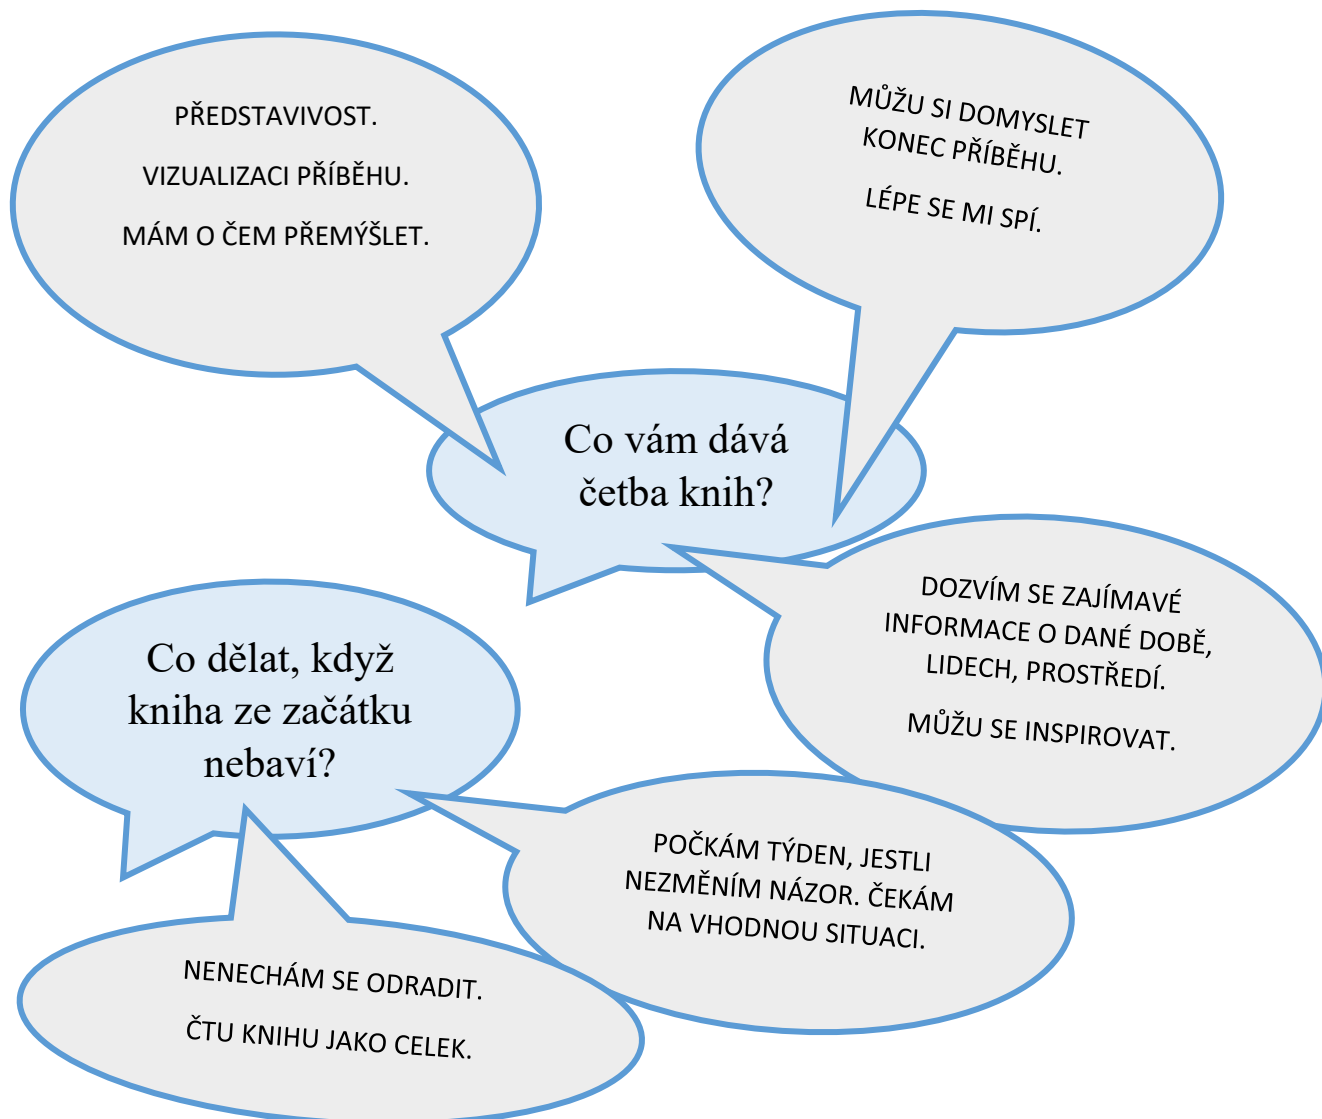 PŘEDSTAVIVOST.
VIZUALIZACI PŘÍBĚHU.
MÁM O ČEM PŘEMÝŠLET.
MŮŽU SI DOMYSLET
KONEC PŘÍBĚHU.
LÉPE SE MI SPÍ.
Co vám dává
četba knih?
DOZVÍM SE ZAJÍMAVÉ
INFORMACE O DANÉ DOBĚ,
LIDECH, PROSTŘEDÍ.
MŮŽU SE INSPIROVAT.
Co dělat, když
kniha ze začátku
nebaví?
POČKÁM TÝDEN, JESTLI
NEZMĚNÍM NÁZOR. ČEKÁM
NA VHODNOU SITUACI.
NENECHÁM SE ODRADIT.
ČTU KNIHU JAKO CELEK.